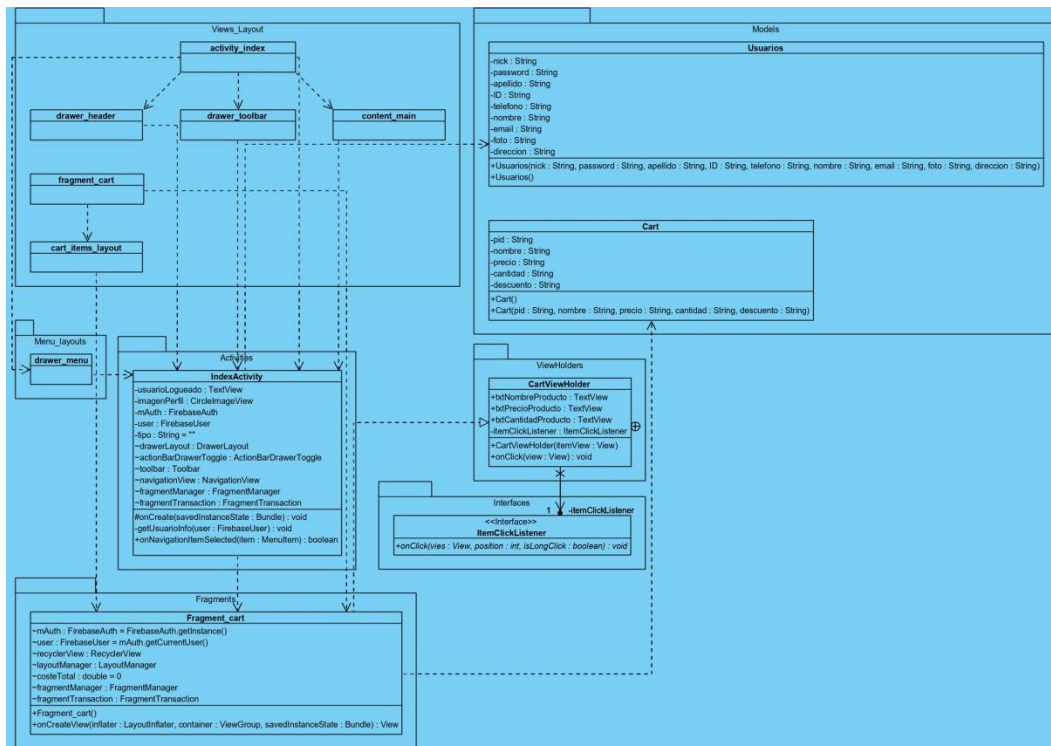 Views_Layout
activity_index
drawer_header
drawer_toolbar
content_main
fragment_cart
cart_items_layout
Models
Usuarios
-nick : String
-password : String
-apellido : String
-ID : String
-telefono : String
-nombre : String
-email : String
-foto : String
-direccion : String
+Usuarios(nick : String, password : String, apellido : String, ID : String, telefono : String, nombre : String, email : String, foto : String, direccion : String)
+Usuarios()
Cart
-pid : String
-nombre : String
-precio : String
-cantidad : String
-descuento : String
+Cart()
+Cart(pid : String, nombre : String, precio : String, cantidad : String, descuento : String)
Menu_layouts
drawer_menu
Activities
IndexActivity
-usuarioLogueado : TextView
-imagenPerfil : CircleImageView
-mAuth : FirebaseAuth
-user : FirebaseUser
-tipo : String = ""
~drawerLayout : DrawerLayout
~actionBarDrawerToggle : ActionBarDrawerToggle
~toolbar : Toolbar
~navigationView : NavigationView
~fragmentManager : FragmentManager
~fragmentTransaction : FragmentTransaction
#onCreate(savedInstanceState : Bundle) : void
-getUsuarioInfo(user : FirebaseUser) : void
+onNavigationItemSelected(item : MenuItem) : boolean
ViewHolders
CartViewHolder
+txtNombreProducto : TextView
+txtPrecioProducto : TextView
+txtCantidadProducto : TextView
-itemClickListener : ItemClickListener
+CartViewHolder(itemView : View)
+onClick(view : View) : void
Interfaces
1 -itemClickListener
<<Interface>>
ItemClickListener
+onClick(vies : View, position : int, isLongClick : boolean) : void
Fragments
Fragment_cart
~mAuth : FirebaseAuth = FirebaseAuth.getInstance()
~user : FirebaseUser = mAuth.getCurrentUser()
~recyclerView : RecyclerView
~layoutManager : LayoutManager
~costeTotal : double = 0
~fragmentManager : FragmentManager
~fragmentTransaction : FragmentTransaction
+Fragment_cart()
+onCreateView(inflater : LayoutInflater, container : ViewGroup, savedInstanceState : Bundle) : View